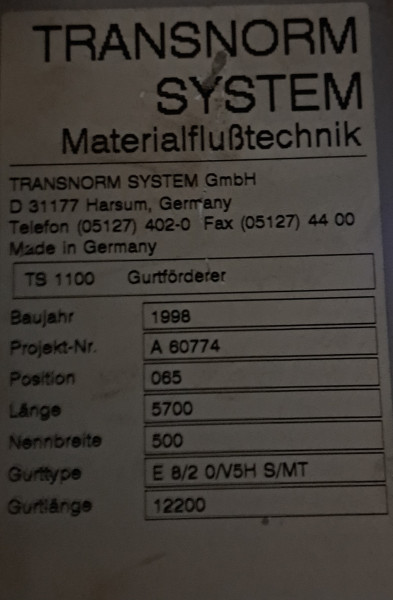 TRANSNORM
SYSTEM
Materialflußtechnik
TRANSNORM SYSTEM GmbH
D 31177 Harsum, Germany
Telefon (05127) 402-0 Fax (05127) 44 00
Made in Germany
TS 1100 Gurtförderer
Baujahr 1998
Projekt-Nr. A 60774
Position 065
Länge 5700
Nennbreite 500
Gurttype E 8/2 0/V5H S/MT
Gurtlänge 12200